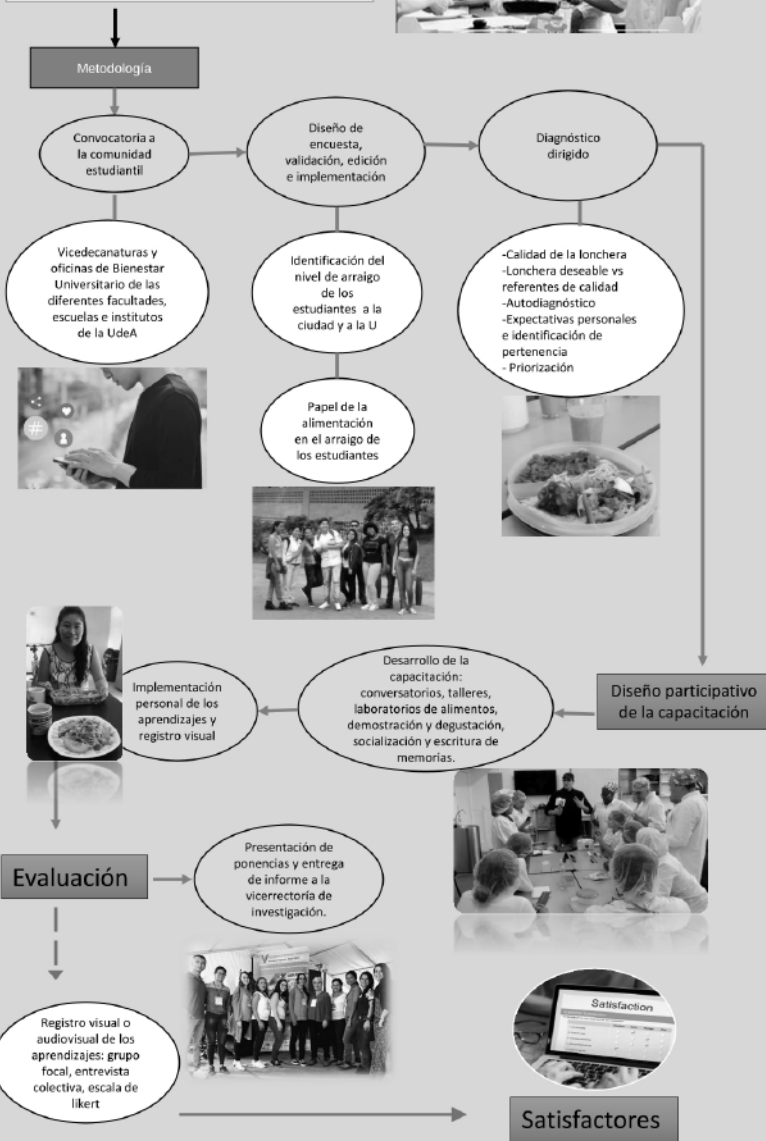 Metodología
Convocatoria a
la comunidad
estudiantil
Diseño de
encuesta,
validación, edición
e implementación
Diagnóstico
dirigido
Vicedecanaturas y
oficinas de Bienestar
Universitario de las
diferentes facultades,
escuelas e institutos
de la UdeA
Identificación del
nivel de arraigo
de los
estudiantes a la
ciudad y a la U
-Calidad de la lonchera
-Lonchera deseable vs
referentes de calidad
-Autodiagnóstico
-Expectativas personales
e identificación de
pertenencia
- Priorización
Papel de la
alimentación
en el arraigo de
los estudiantes
Diseño participativo
de la capacitación
Desarrollo de la
capacitación:
conversatorios, talleres,
laboratorios de alimentos,
demostración y degustación,
socialización y escritura de
memorias.
Implementación
personal de los
aprendizajes y
registro visual
Evaluación
Presentación de
ponencias y entrega
de informe a la
vicerrectoría de
investigación.
Registro visual o
audiovisual de los
aprendizajes: grupo
focal, entrevista
colectiva, escala de
likert
Satisfaction
Satisfactores